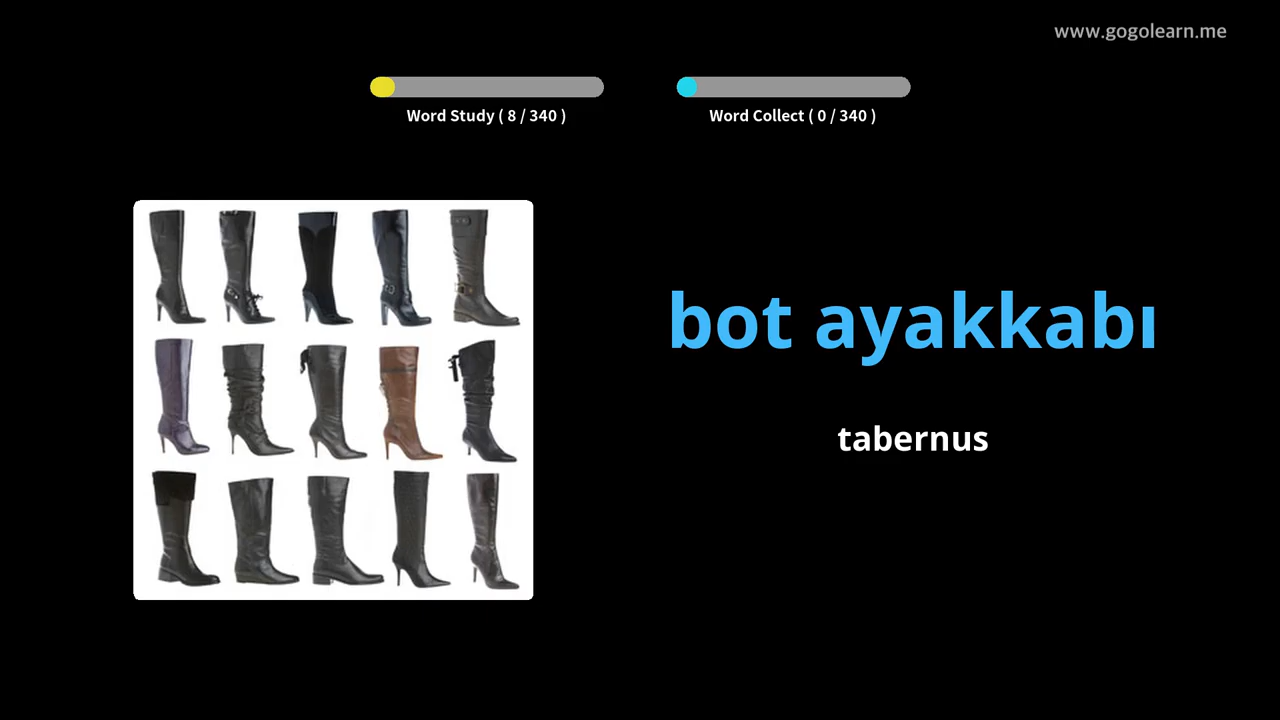 www.gogolearn.me
Word Study ( 8 / 340 )
Word Collect ( 0 / 340 )
bot ayakkabı
tabernus